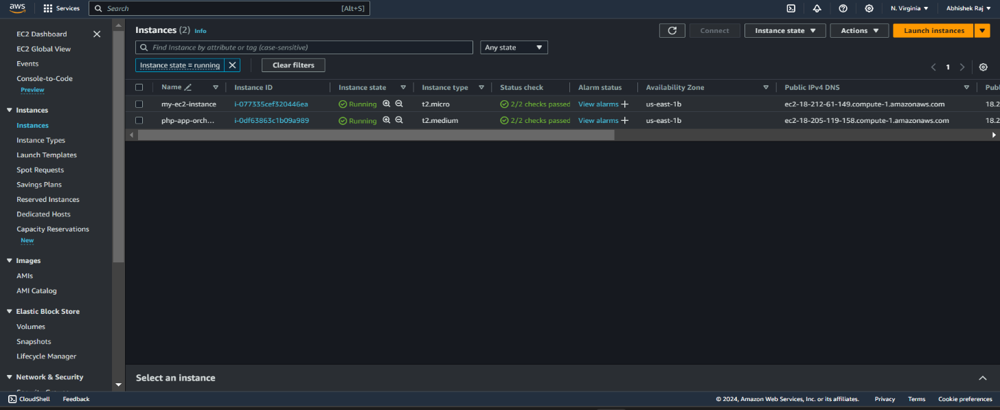 aws Services Search [Alt+S] N. Virginia Abhishek Raj
EC2 Dashboard
EC2 Global View
Events
Console-to-Code
Preview
Instances
Instances
Instance Types
Launch Templates
Spot Requests
Savings Plans
Reserved Instances
Dedicated Hosts
Capacity Reservations
New
Images
AMIs
AMI Catalog
Elastic Block Store
Volumes
Snapshots
Lifecycle Manager
Network & Security
Instances (2) Info Connect Instance state Actions Launch instances
Find Instance by attribute or tag (case-sensitive) Any state
Instance state = running Clear filters 1
Name Instance ID Instance state Instance type Status check Alarm status Availability Zone Public IPv4 DNS Publ
my-ec2-instance i-077335cef320446ea Running t2.micro 2/2 checks passed View alarms + us-east-1b ec2-18-212-61-149.compute-1.amazonaws.com 18.2
php-app-orch... i-0df63863c1b09a989 Running t2.medium 2/2 checks passed View alarms + us-east-1b ec2-18-205-119-158.compute-1.amazonaws.com 18.2
Select an instance
CloudShell Feedback © 2024, Amazon Web Services, Inc. or its affiliates. Privacy Terms Cookie preferences